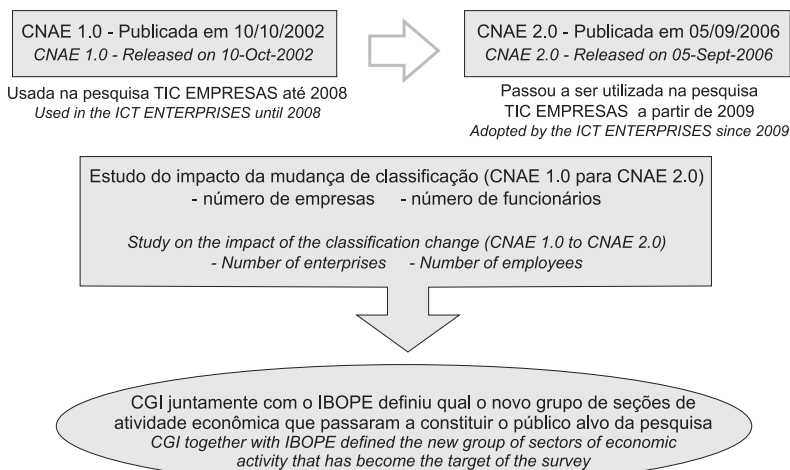 CNAE 1.0 - Publicada em 10/10/2002
CNAE 1.0 - Released on 10-Oct-2002
Usada na pesquisa TIC EMPRESAS até 2008
Used in the ICT ENTERPRISES until 2008
CNAE 2.0 - Publicada em 05/09/2006
CNAE 2.0 - Released on 05-Sept-2006
Passou a ser utilizada na pesquisa
TIC EMPRESAS a partir de 2009
Adopted by the ICT ENTERPRISES since 2009
Estudo do impacto da mudança de classificação (CNAE 1.0 para CNAE 2.0)
- número de empresas - número de funcionários
Study on the impact of the classification change (CNAE 1.0 to CNAE 2.0)
- Number of enterprises - Number of employees
CGI juntamente com o IBOPE definiu qual o novo grupo de seções de
atividade econômica que passaram a constituir o público alvo da pesquisa
CGI together with IBOPE defined the new group of sectors of economic
activity that has become the target of the survey